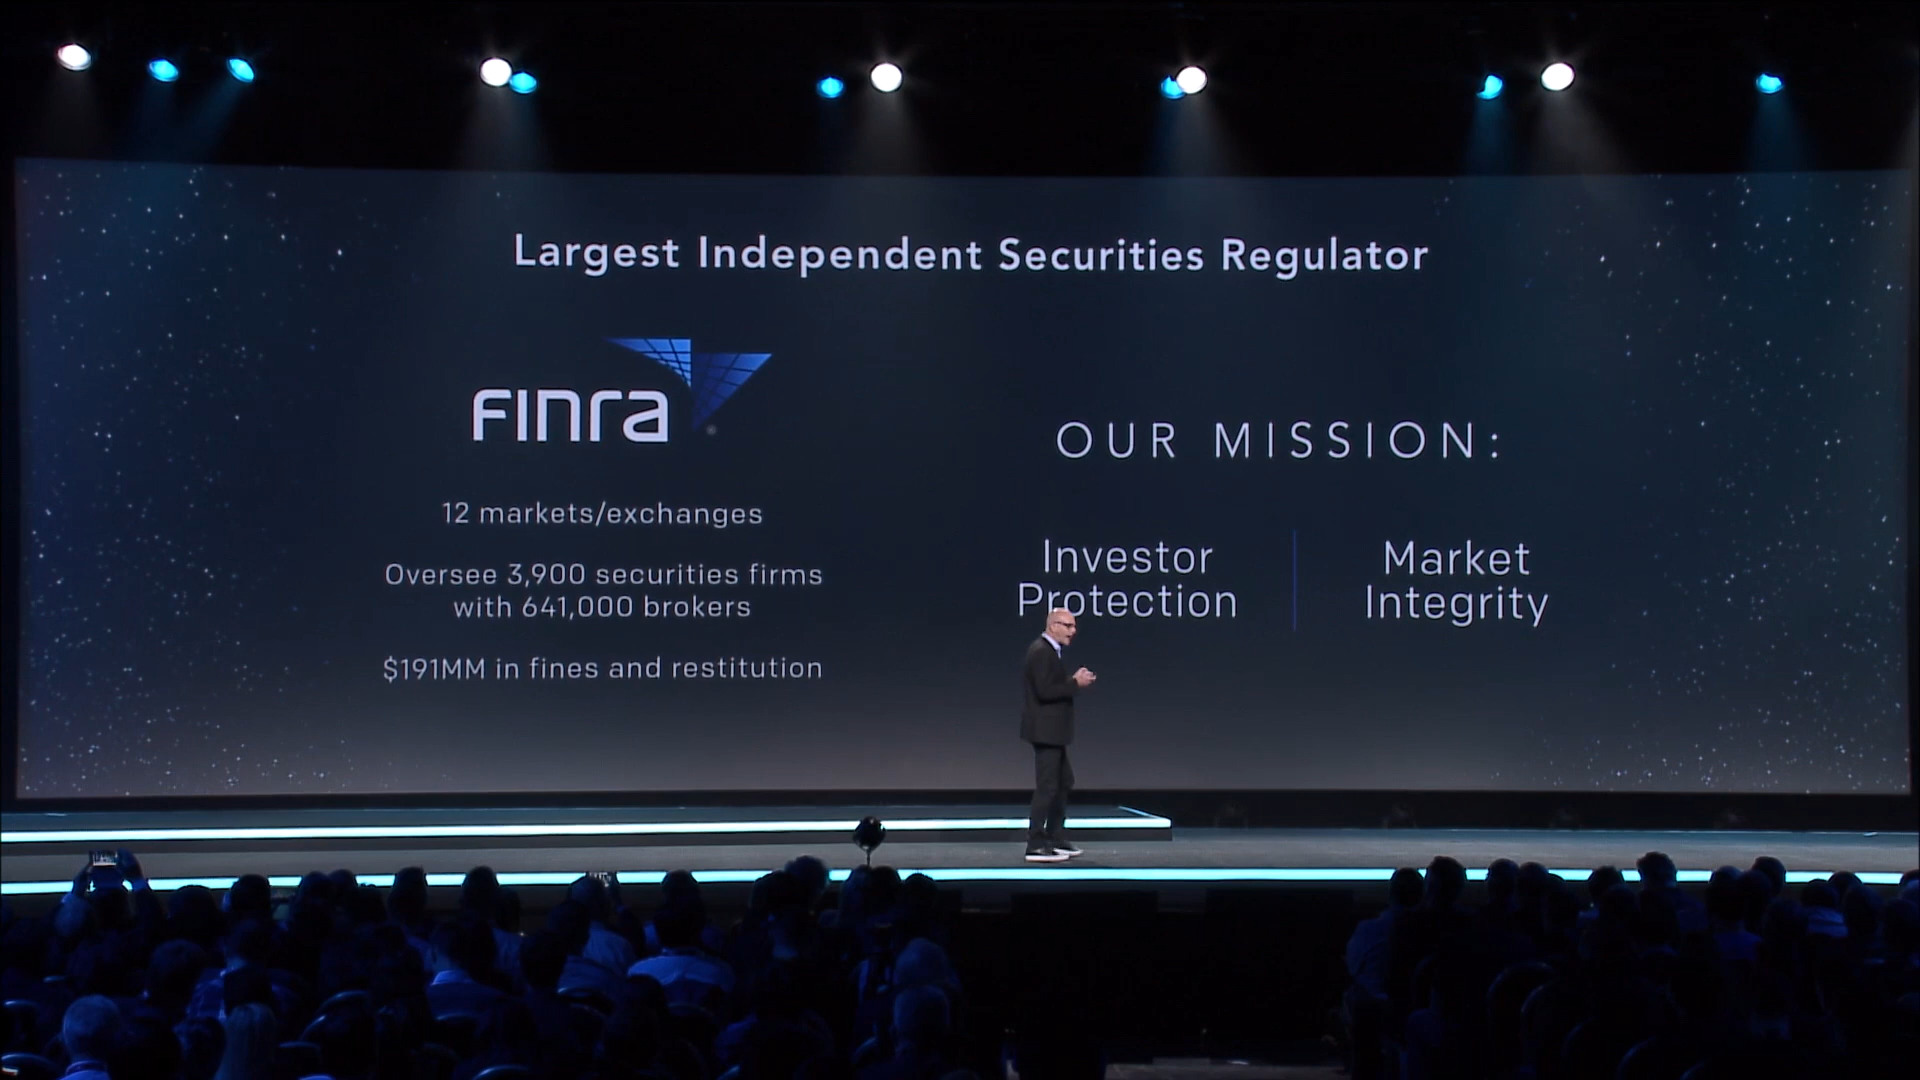 Largest Independent Securities Regulator
FINRA
12 markets/exchanges
Oversee 3,900 securities firms
with 641,000 brokers
$191MM in fines and restitution
OUR MISSION:
Investor
Protection
Market
Integrity